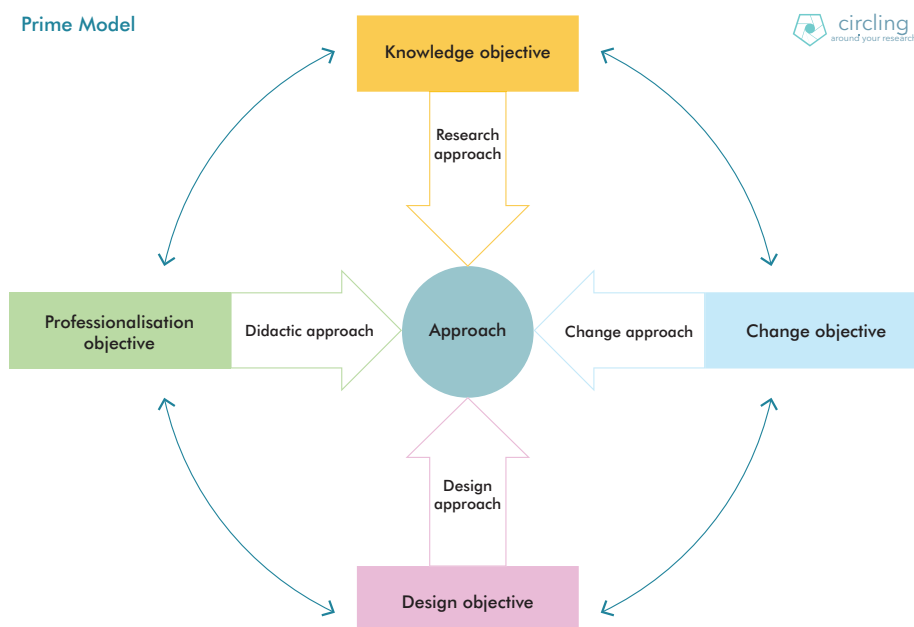 Prime Model
circling
around your research
Knowledge objective
Research
approach
Professionalisation
objective
Didactic approach
Approach
Change approach
Change objective
Design
approach
Design objective